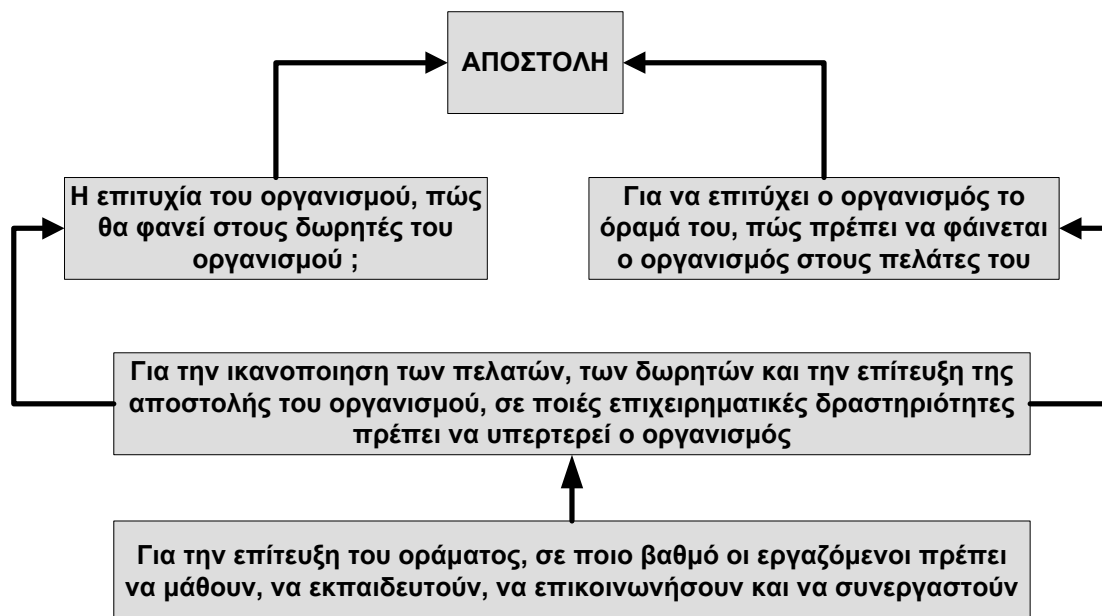 ΑΠΟΣΤΟΛΗ
Η επιτυχία του οργανισμού, πώς
θα φανεί στους δωρητές του
οργανισμού ;
Για να επιτύχει ο οργανισμός το
όραμά του, πώς πρέπει να φάινεται
ο οργανισμός στους πελάτες του
Για την ικανοποιηση των πελατών, των δωρητών και την επίτευξη της
αποστολής του οργανισμού, σε ποιές επιχειρηματικές δραστηριότητες
πρέπει να υπερτερεί ο οργανισμός
Για την επίτευξη του οράματος, σε ποιο βαθμό οι εργαζόμενοι πρέπει
να μάθουν, να εκπαιδευτούν, να επικοινωνήσουν και να συνεργαστούν